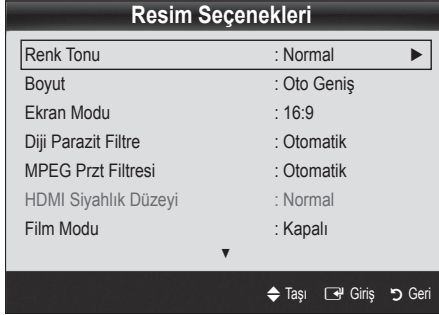 Resim Seçenekleri
Renk Tonu : Normal ►
Boyut : Oto Geniş
Ekran Modu : 16:9
Diji Parazit Filtre : Otomatik
MPEG Przt Filtresi : Otomatik
HDMI Siyahlık Düzeyi : Normal
Film Modu : Kapalı
▼
Taşı Giriş Geri